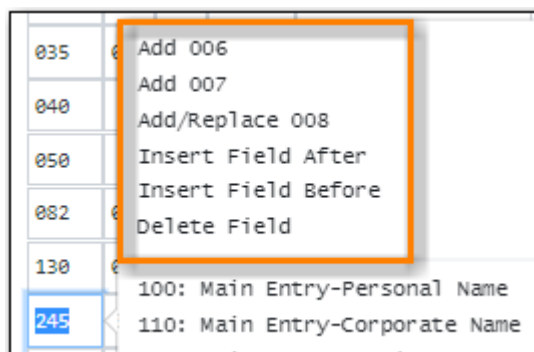 035
040
050
082
130
245
Add 006
Add 007
Add/Replace 008
Insert Field After
Insert Field Before
Delete Field
100: Main Entry-Personal Name
110: Main Entry-Corporate Name